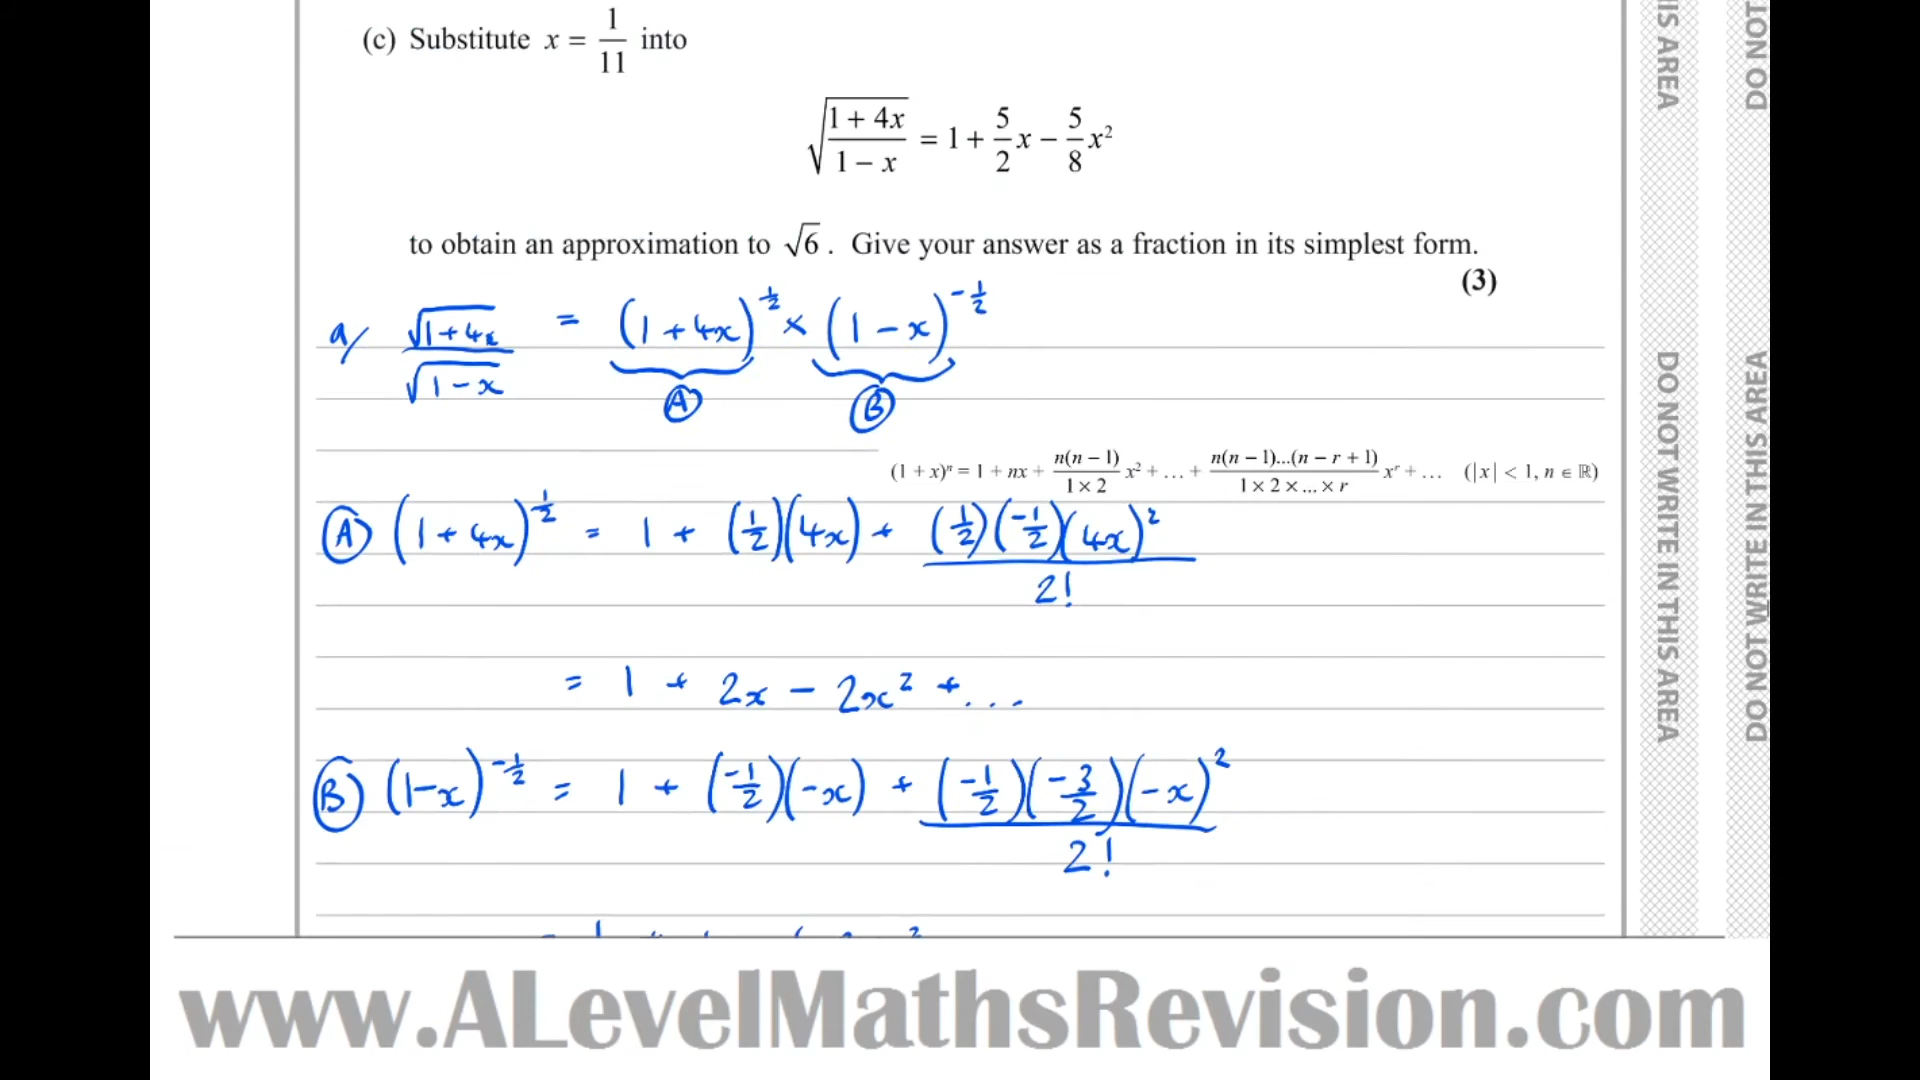 (c) Substitute x = 1/11 into
√((1 + 4x)/(1 − x)) = 1 + 5/2 x − 5/8 x²
to obtain an approximation to √6. Give your answer as a fraction in its simplest form.
(3)
a/ √(1+4x)/√(1−x) = (1+4x)^(1/2) × (1−x)^(−1/2)
Ⓐ Ⓑ
(1 + x)ⁿ = 1 + nx + n(n − 1)/(1 × 2) x² + … + n(n − 1)...(n − r + 1)/(1 × 2 × ... × r) xʳ + … (|x| < 1, n ∈ ℝ)
Ⓐ (1+4x)^(1/2) = 1 + (1/2)(4x) + (1/2)(−1/2)(4x)²/2!
= 1 + 2x − 2x² + ...
Ⓑ (1−x)^(−1/2) = 1 + (−1/2)(−x) + (−1/2)(−3/2)(−x)²/2!
www.ALevelMathsRevision.com
IS AREA
DO NOT WRITE IN THIS AREA
DO NOT
DO NOT WRITE IN THIS AREA